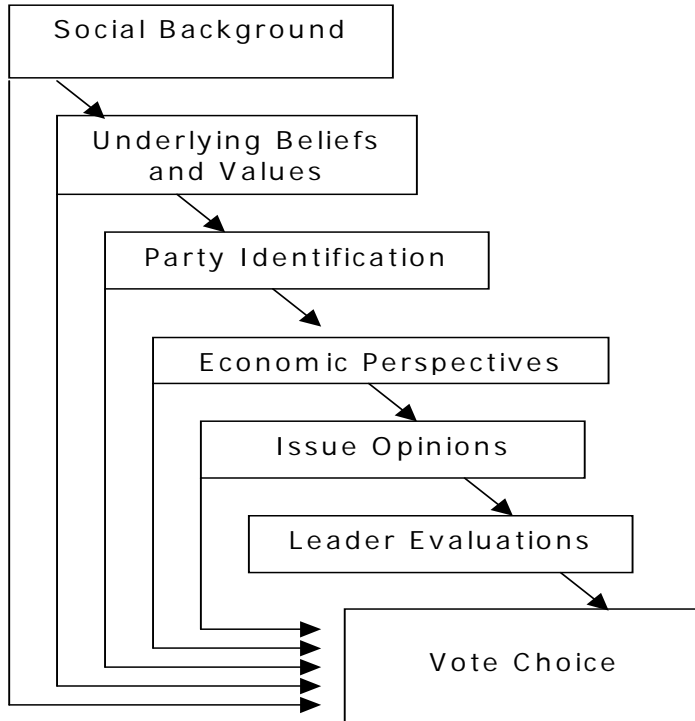 Social Background
Underlying Beliefs
and Values
Party Identification
Economic Perspectives
Issue Opinions
Leader Evaluations
Vote Choice